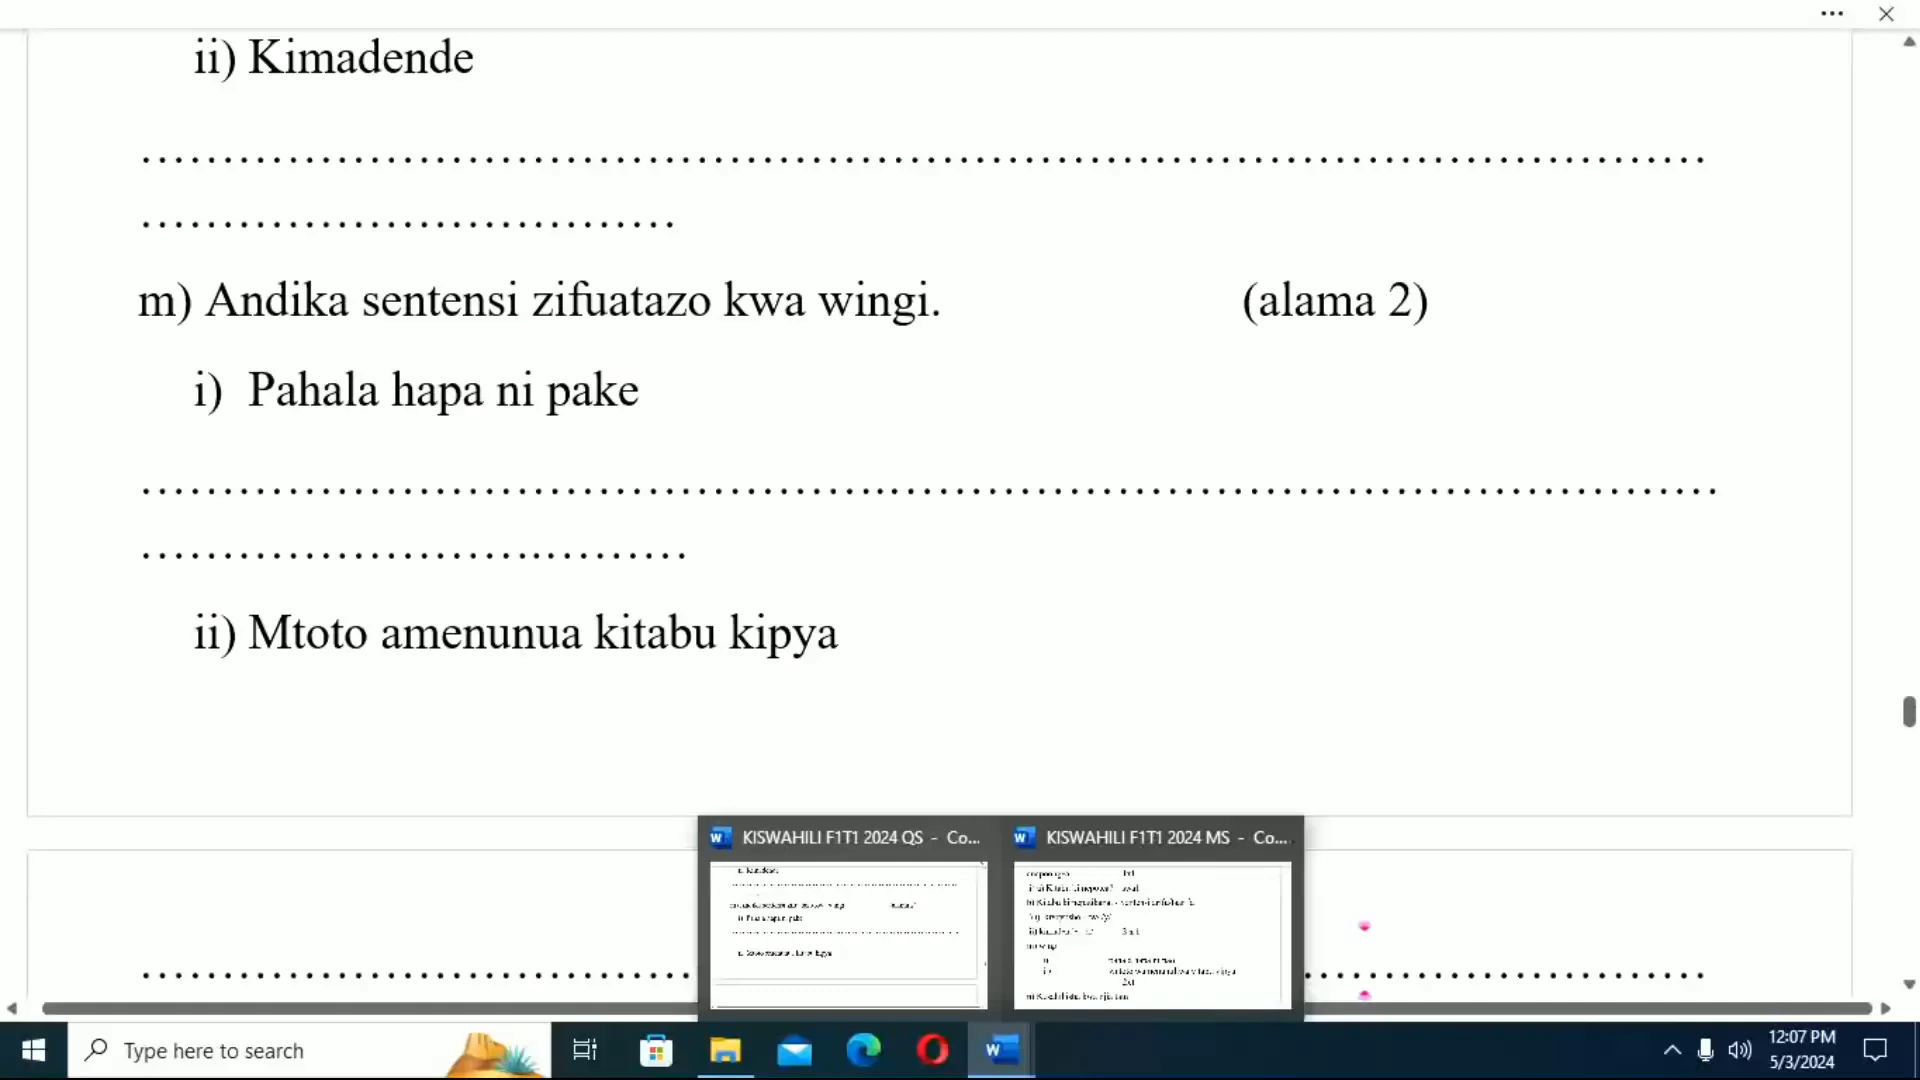 ii) Kimadende
m) Andika sentensi zifuatazo kwa wingi. (alama 2)
i) Pahala hapa ni pake
ii) Mtoto amenunua kitabu kipya
KISWAHILI F1T1 2024 QS - Co...
KISWAHILI F1T1 2024 MS - Co...
Type here to search
12:07 PM
5/3/2024